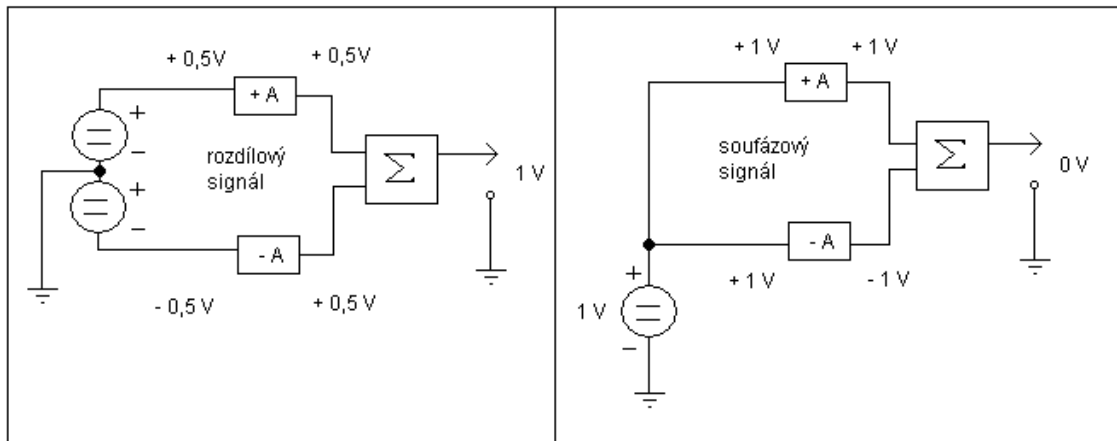 + 0,5V
+ 0,5V
+ A
+
−
rozdílový
signál
Σ
1 V
+
−
- A
- 0,5 V
+ 0,5 V
+ 1 V
+ 1 V
+ A
soufázový
signál
Σ
0 V
- A
+ 1 V
- 1 V
+
1 V
−